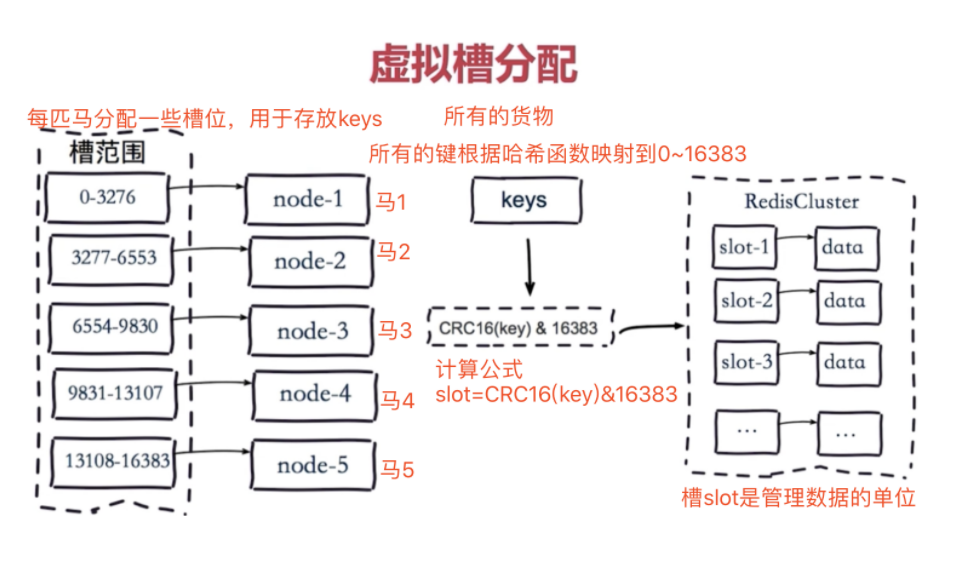 虚拟槽分配
每匹马分配一些槽位，用于存放keys
槽范围
0-3276
node-1
马1
3277-6553
node-2
马2
6554-9830
node-3
马3
9831-13107
node-4
马4
13108-16383
node-5
马5
所有的货物
所有的键根据哈希函数映射到0~16383
keys
CRC16(key) & 16383
计算公式
slot=CRC16(key)&16383
RedisCluster
slot-1
data
slot-2
data
slot-3
data
...
...
槽slot是管理数据的单位